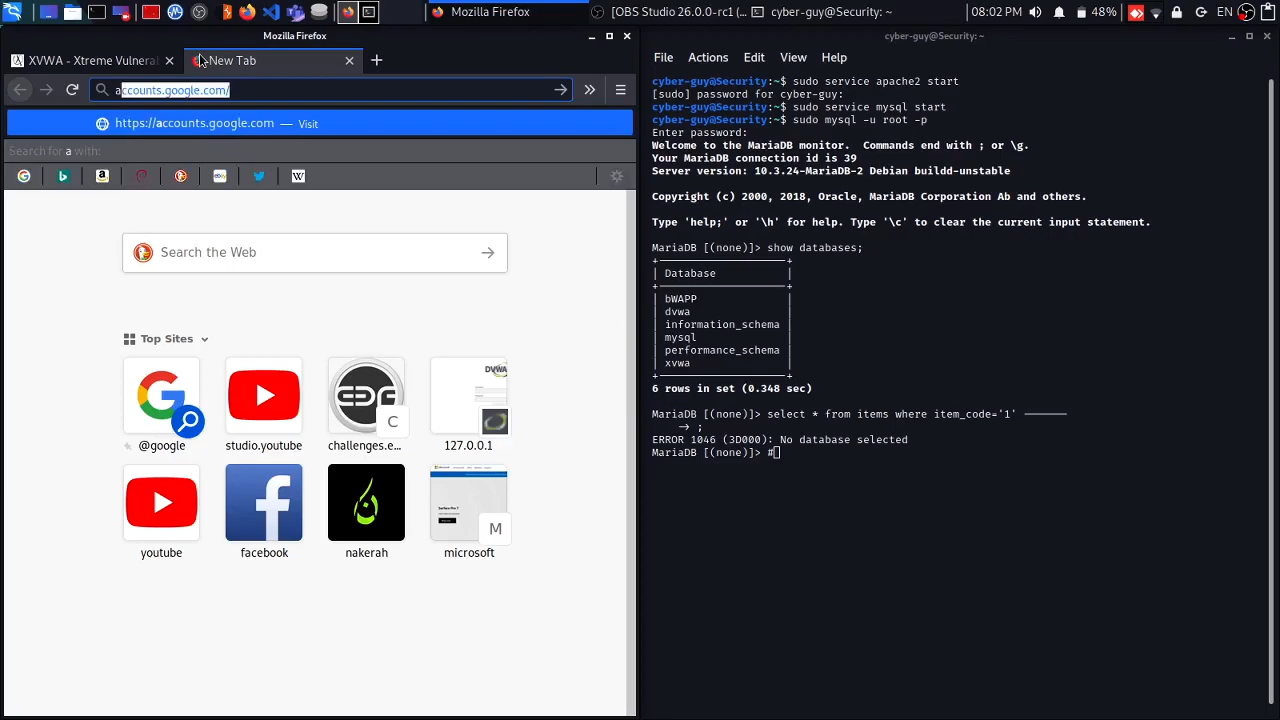 Mozilla Firefox
[OBS Studio 26.0.0-rc1 (...
cyber-guy@Security: ~
08:02 PM
48%
EN
Mozilla Firefox
XVWA - Xtreme Vulneral
New Tab
accounts.google.com/
https://accounts.google.com — Visit
Search for a with:
Search the Web
Top Sites
@google
studio.youtube
C
challenges.e...
DVWA
127.0.0.1
youtube
facebook
nakerah
M
microsoft
cyber-guy@Security: ~
File Actions Edit View Help
cyber-guy@Security:~$ sudo service apache2 start
[sudo] password for cyber-guy:
cyber-guy@Security:~$ sudo service mysql start
cyber-guy@Security:~$ sudo mysql -u root -p
Enter password:
Welcome to the MariaDB monitor.  Commands end with ; or \g.
Your MariaDB connection id is 39
Server version: 10.3.24-MariaDB-2 Debian buildd-unstable
Copyright (c) 2000, 2018, Oracle, MariaDB Corporation Ab and others.
Type 'help;' or '\h' for help. Type '\c' to clear the current input statement.
MariaDB [(none)]> show databases;
| Database |
| bWAPP |
| dvwa |
| information_schema |
| mysql |
| performance_schema |
| xvwa |
6 rows in set (0.348 sec)
MariaDB [(none)]> select * from items where item_code='1' ———
→ ;
ERROR 1046 (3D000): No database selected
MariaDB [(none)]> #